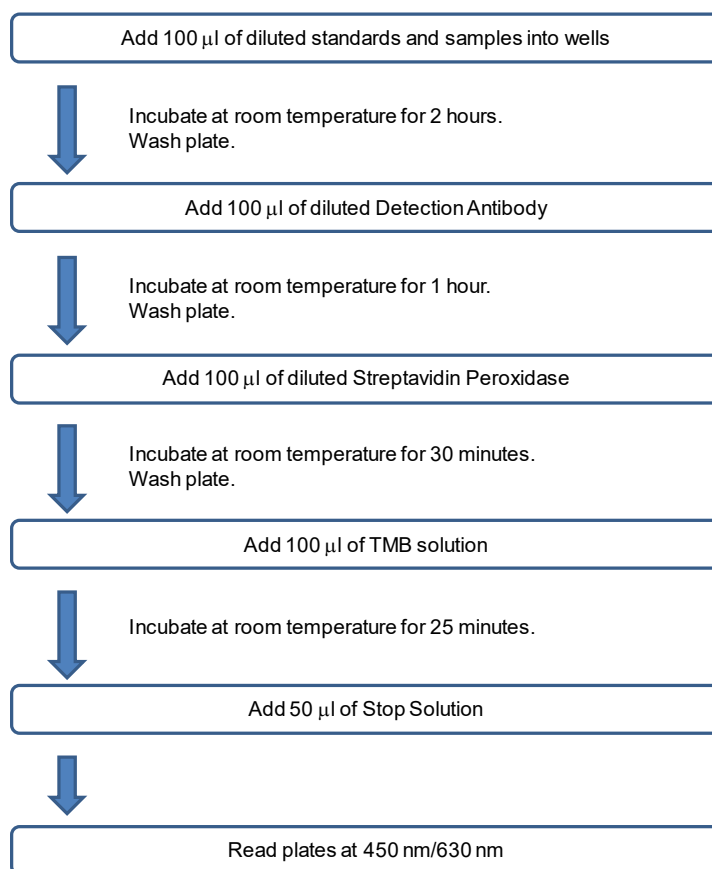 Add 100 μl of diluted standards and samples into wells
Incubate at room temperature for 2 hours.
Wash plate.
Add 100 μl of diluted Detection Antibody
Incubate at room temperature for 1 hour.
Wash plate.
Add 100 μl of diluted Streptavidin Peroxidase
Incubate at room temperature for 30 minutes.
Wash plate.
Add 100 μl of TMB solution
Incubate at room temperature for 25 minutes.
Add 50 μl of Stop Solution
Read plates at 450 nm/630 nm